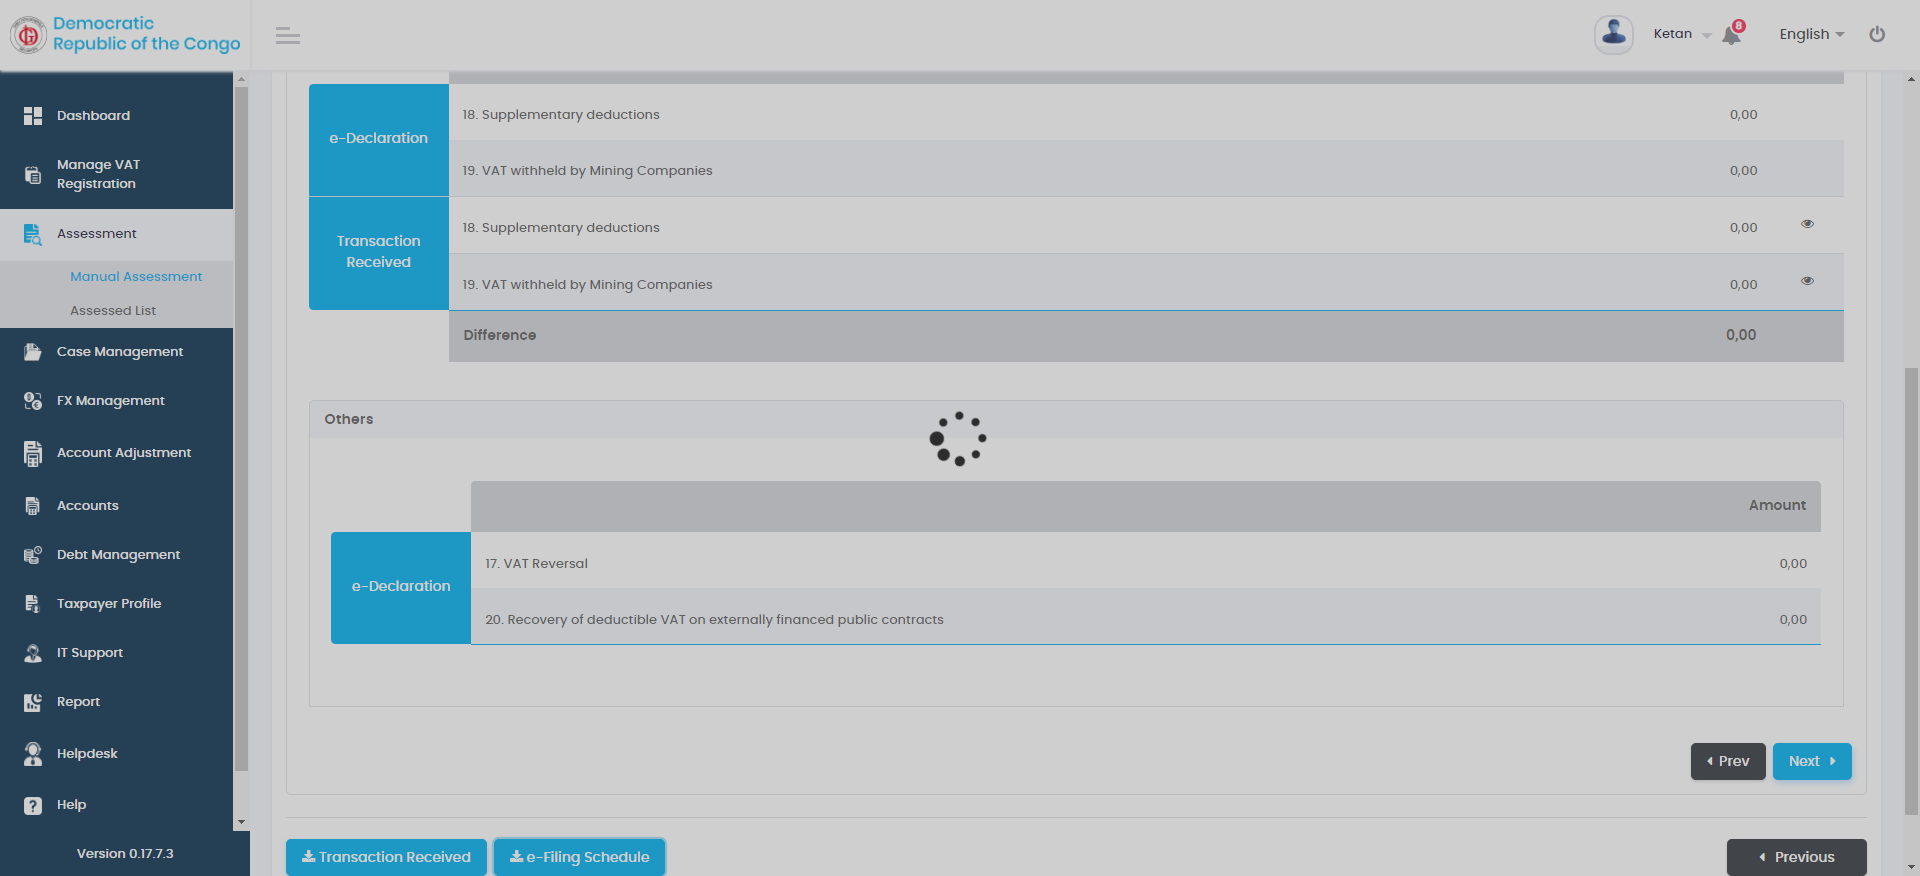 Democratic
Republic of the Congo
Ketan
8
English
Dashboard
Manage VAT
Registration
Assessment
Manual Assessment
Assessed List
Case Management
FX Management
Account Adjustment
Accounts
Debt Management
Taxpayer Profile
IT Support
Report
Helpdesk
Help
Version 0.17.7.3
e-Declaration
18. Supplementary deductions 0,00
19. VAT withheld by Mining Companies 0,00
Transaction
Received
18. Supplementary deductions 0,00
19. VAT withheld by Mining Companies 0,00
Difference 0,00
Others
Amount
e-Declaration
17. VAT Reversal 0,00
20. Recovery of deductible VAT on externally financed public contracts 0,00
Prev
Next
Transaction Received
e-Filing Schedule
Previous